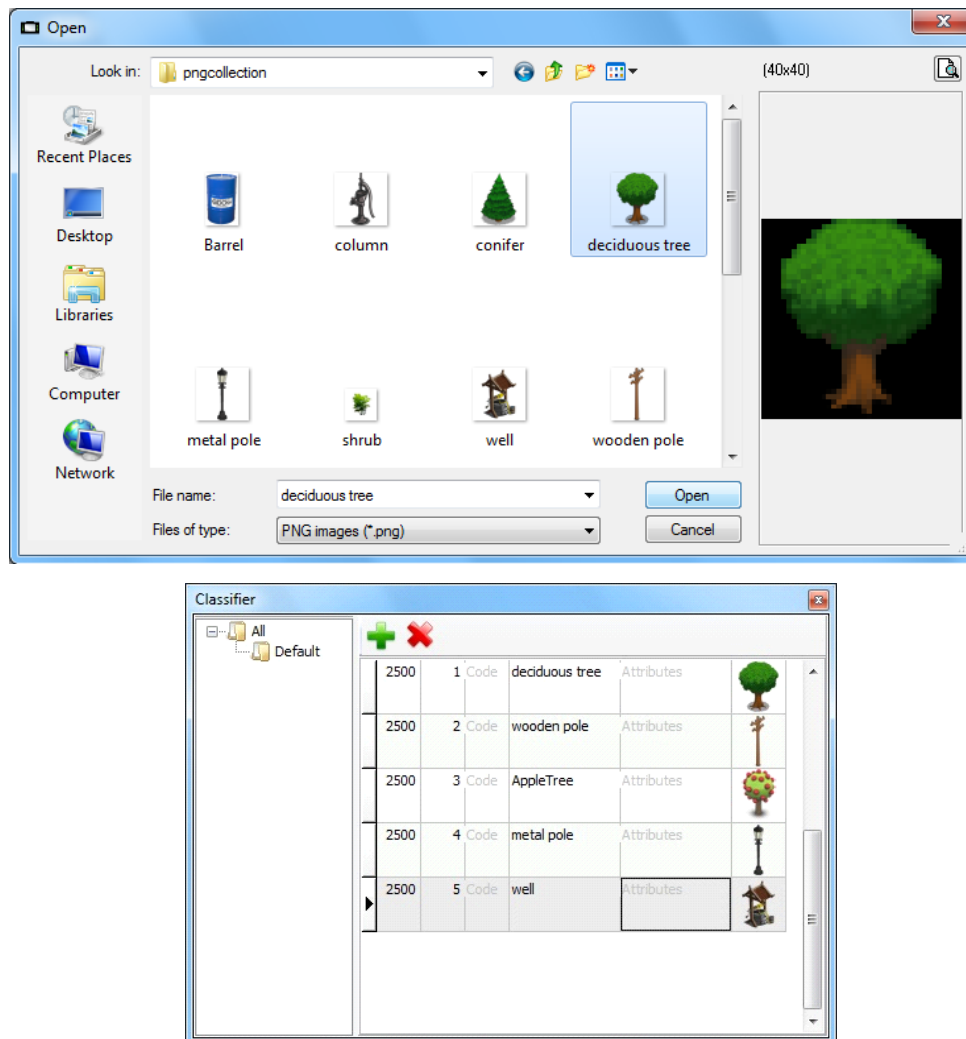 Open
Look in: pngcollection (40x40)
Recent Places
Desktop
Libraries
Computer
Network
Barrel column conifer deciduous tree
metal pole shrub well wooden pole
File name: deciduous tree Open
Files of type: PNG images (*.png) Cancel
Classifier
All
Default
2500 1 Code deciduous tree Attributes
2500 2 Code wooden pole Attributes
2500 3 Code AppleTree Attributes
2500 4 Code metal pole Attributes
2500 5 Code well Attributes